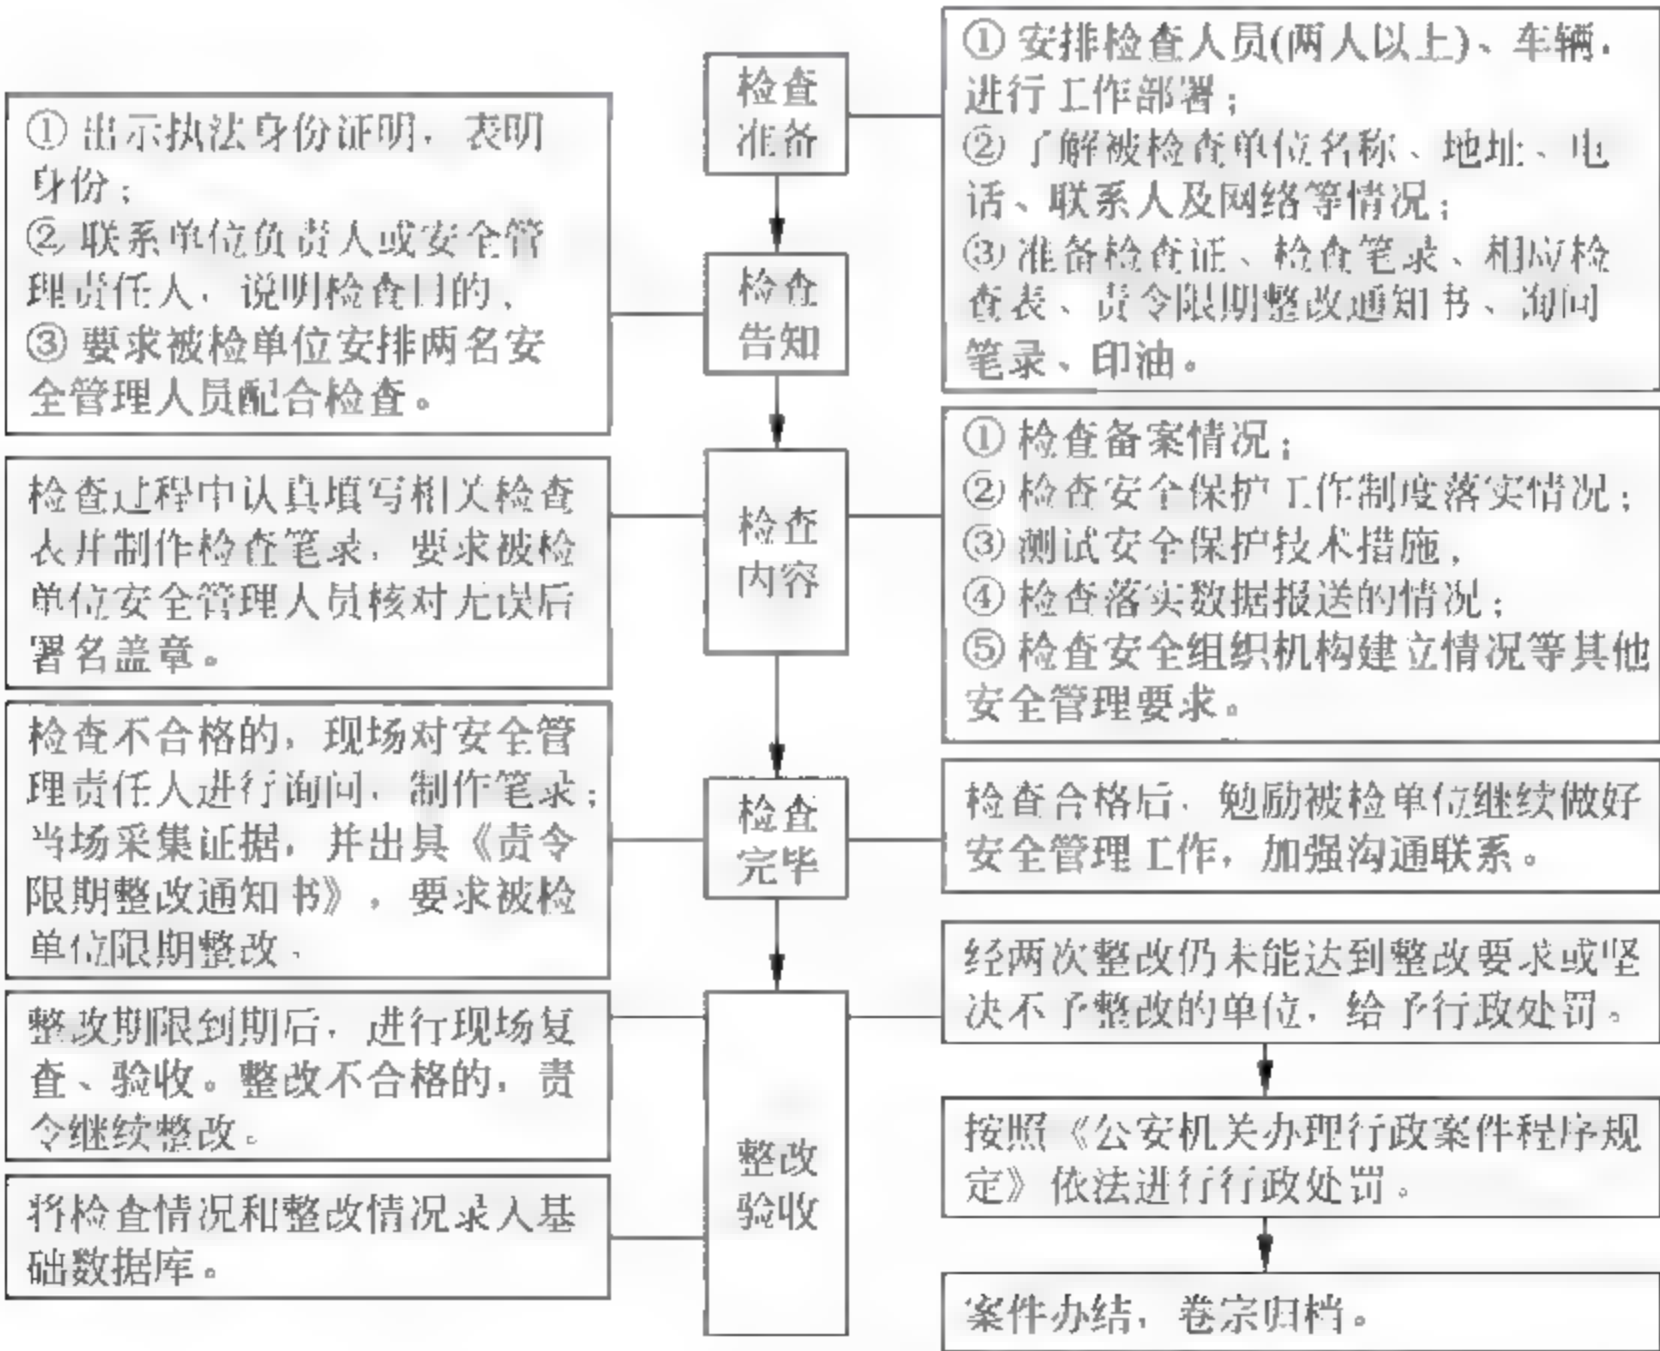 检查
准备
① 安排检查人员(两人以上)、车辆,
进行工作部署;
② 了解被检查单位名称、地址、电
话、联系人及网络等情况;
③ 准备检查证、检查笔录、相应检
查表、责令限期整改通知书、询问
笔录、印油。
① 出示执法身份证明, 表明
身份;
② 联系单位负责人或安全管
理责任人, 说明检查目的,
③ 要求被检单位安排两名安
全管理人员配合检查。
检查
告知
检查过程中认真填写相关检查
表并制作检查笔录, 要求被检
单位安全管理人员核对无误后
署名盖章。
检查
内容
① 检查备案情况;
② 检查安全保护工作制度落实情况;
③ 测试安全保护技术措施,
④ 检查落实数据报送的情况;
⑤ 检查安全组织机构建立情况等其他
安全管理要求。
检查不合格的, 现场对安全管
理责任人进行询问, 制作笔录;
当场采集证据, 并出具《责令
限期整改通知书》, 要求被检
单位限期整改。
检查
完毕
检查合格后, 勉励被检单位继续做好
安全管理工作, 加强沟通联系。
整改期限到期后, 进行现场复
查、验收。整改不合格的, 责
令继续整改。
将检查情况和整改情况录入基
础数据库。
整改
验收
经两次整改仍未能达到整改要求或坚
决不予整改的单位, 给予行政处罚。
按照《公安机关办理行政案件程序规
定》依法进行行政处罚。
案件办结, 卷宗归档。